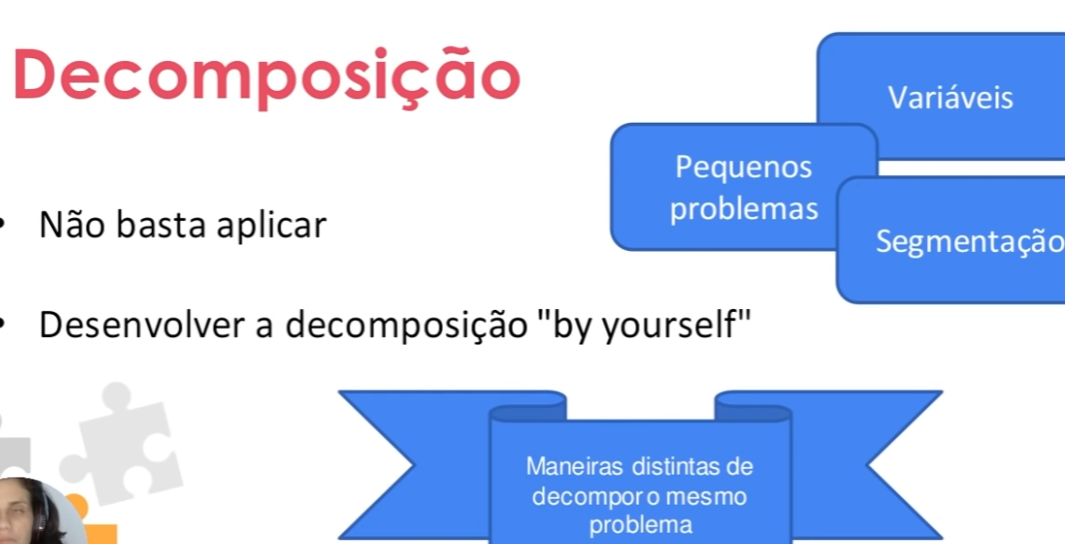 Decomposição
Variáveis
Pequenos
problemas
Segmentação
• Não basta aplicar
• Desenvolver a decomposição "by yourself"
Maneiras distintas de
decompor o mesmo
problema